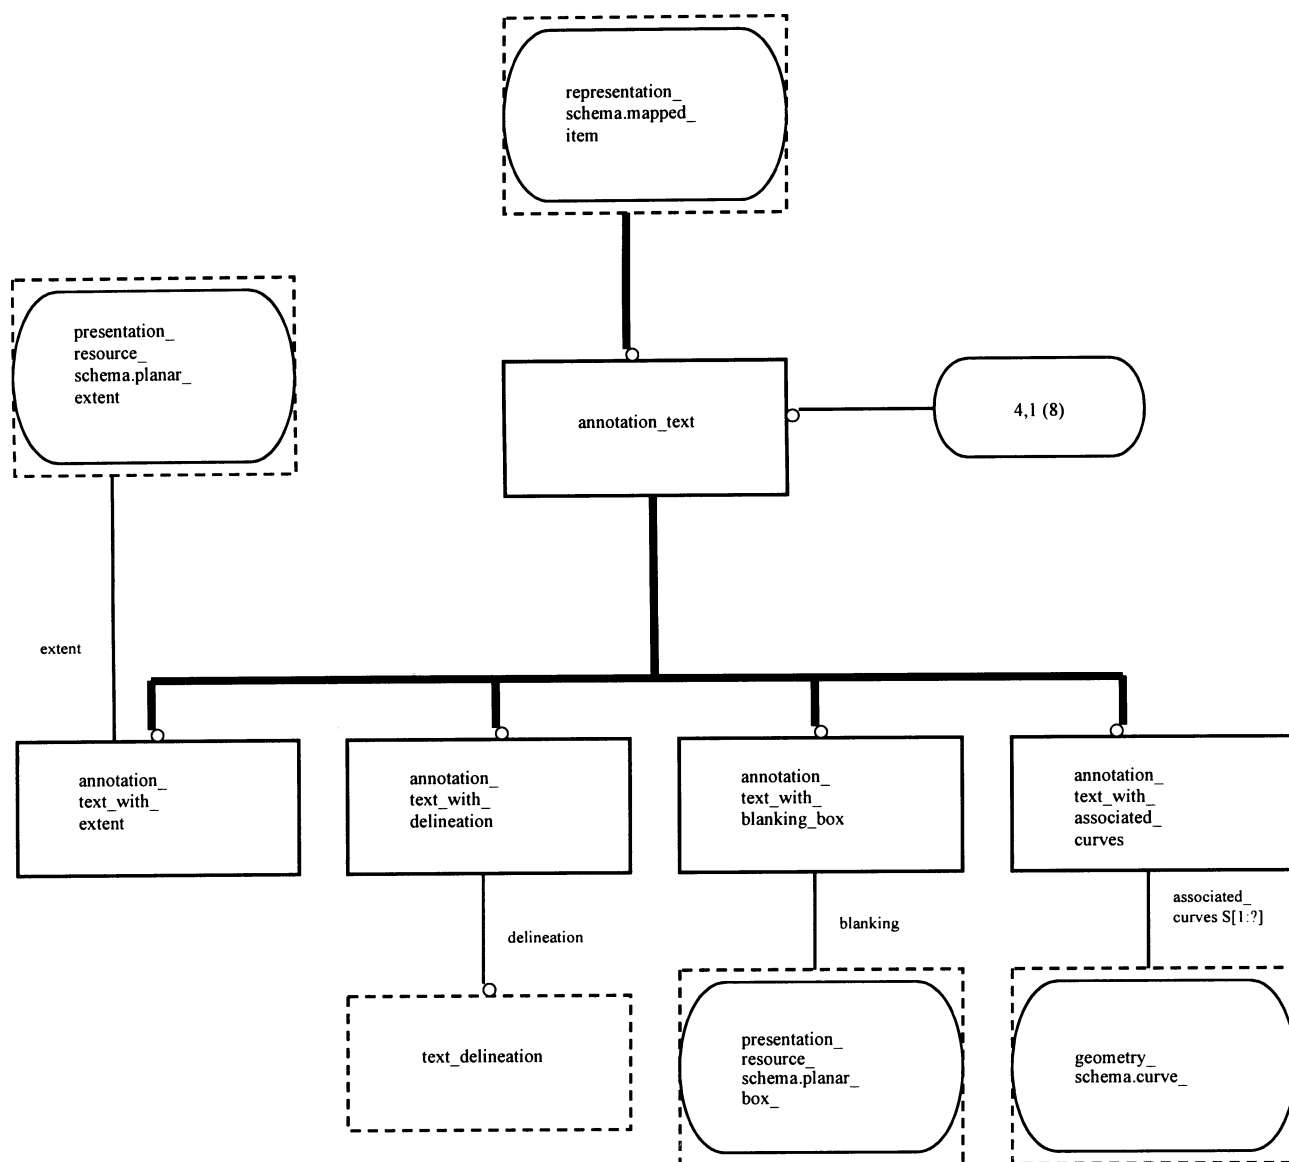 representation_
schema.mapped_
item
presentation_
resource_
schema.planar_
extent
annotation_text
4,1 (8)
extent
annotation_
text_with_
extent
annotation_
text_with_
delineation
annotation_
text_with_
blanking_box
annotation_
text_with_
associated_
curves
delineation
blanking
associated_
curves S[1:?]
text_delineation
presentation_
resource_
schema.planar_
box_
geometry_
schema.curve_